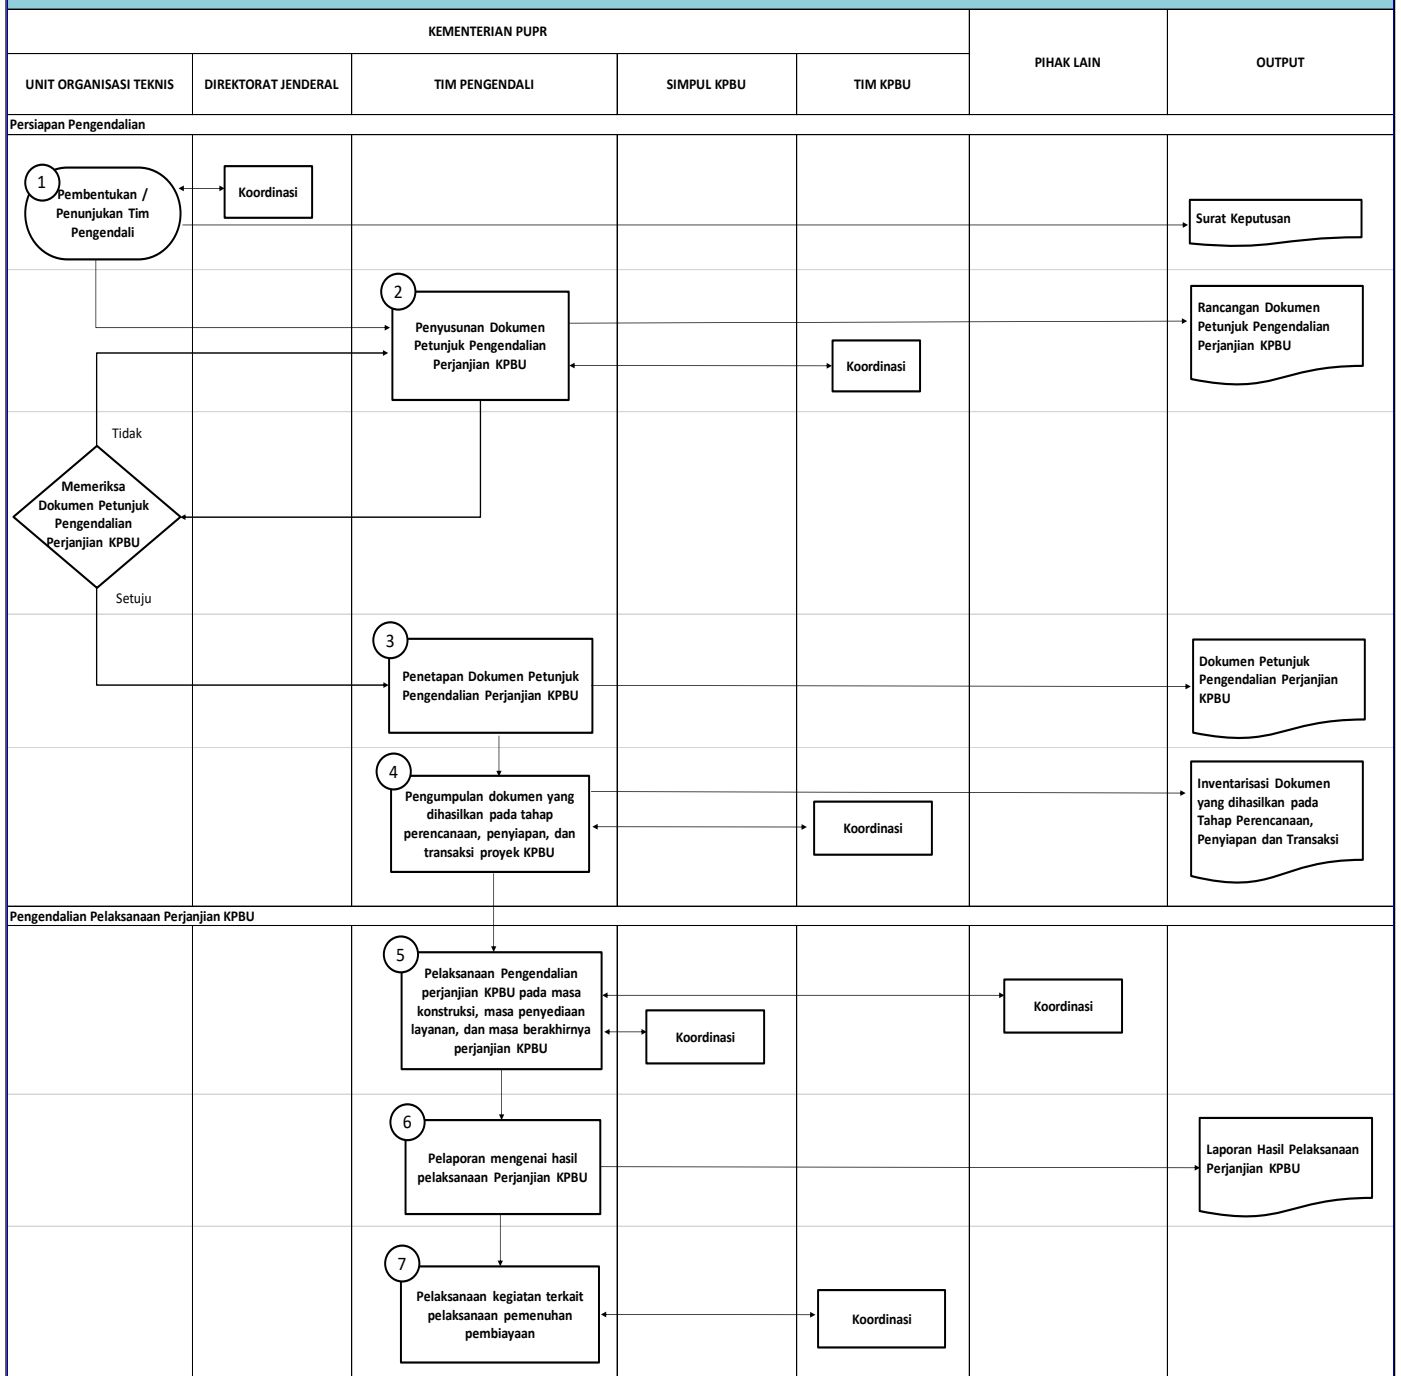 KEMENTERIAN PUPR
PIHAK LAIN
OUTPUT
UNIT ORGANISASI TEKNIS
DIREKTORAT JENDERAL
TIM PENGENDALI
SIMPUL KPBU
TIM KPBU
Persiapan Pengendalian
1
Pembentukan /
Penunjukan Tim
Pengendali
Koordinasi
Surat Keputusan
2
Penyusunan Dokumen
Petunjuk Pengendalian
Perjanjian KPBU
Koordinasi
Rancangan Dokumen
Petunjuk Pengendalian
Perjanjian KPBU
Tidak
Memeriksa
Dokumen Petunjuk
Pengendalian
Perjanjian KPBU
Setuju
3
Penetapan Dokumen Petunjuk
Pengendalian Perjanjian KPBU
Dokumen Petunjuk
Pengendalian Perjanjian
KPBU
4
Pengumpulan dokumen yang
dihasilkan pada tahap
perencanaan, penyiapan, dan
transaksi proyek KPBU
Koordinasi
Inventarisasi Dokumen
yang dihasilkan pada
Tahap Perencanaan,
Penyiapan dan Transaksi
Pengendalian Pelaksanaan Perjanjian KPBU
5
Pelaksanaan Pengendalian
perjanjian KPBU pada masa
konstruksi, masa penyediaan
layanan, dan masa berakhirnya
perjanjian KPBU
Koordinasi
Koordinasi
6
Pelaporan mengenai hasil
pelaksanaan Perjanjian KPBU
Laporan Hasil Pelaksanaan
Perjanjian KPBU
7
Pelaksanaan kegiatan terkait
pelaksanaan pemenuhan
pembiayaan
Koordinasi